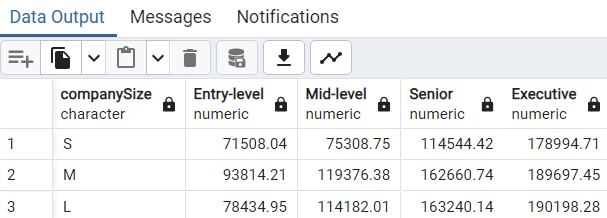 Data Output Messages Notifications
companySize Entry-level Mid-level Senior Executive
character numeric numeric numeric numeric
1 S 71508.04 75308.75 114544.42 178994.71
2 M 93814.21 119376.38 162660.74 189697.45
3 L 78434.95 114182.01 163240.14 190198.28